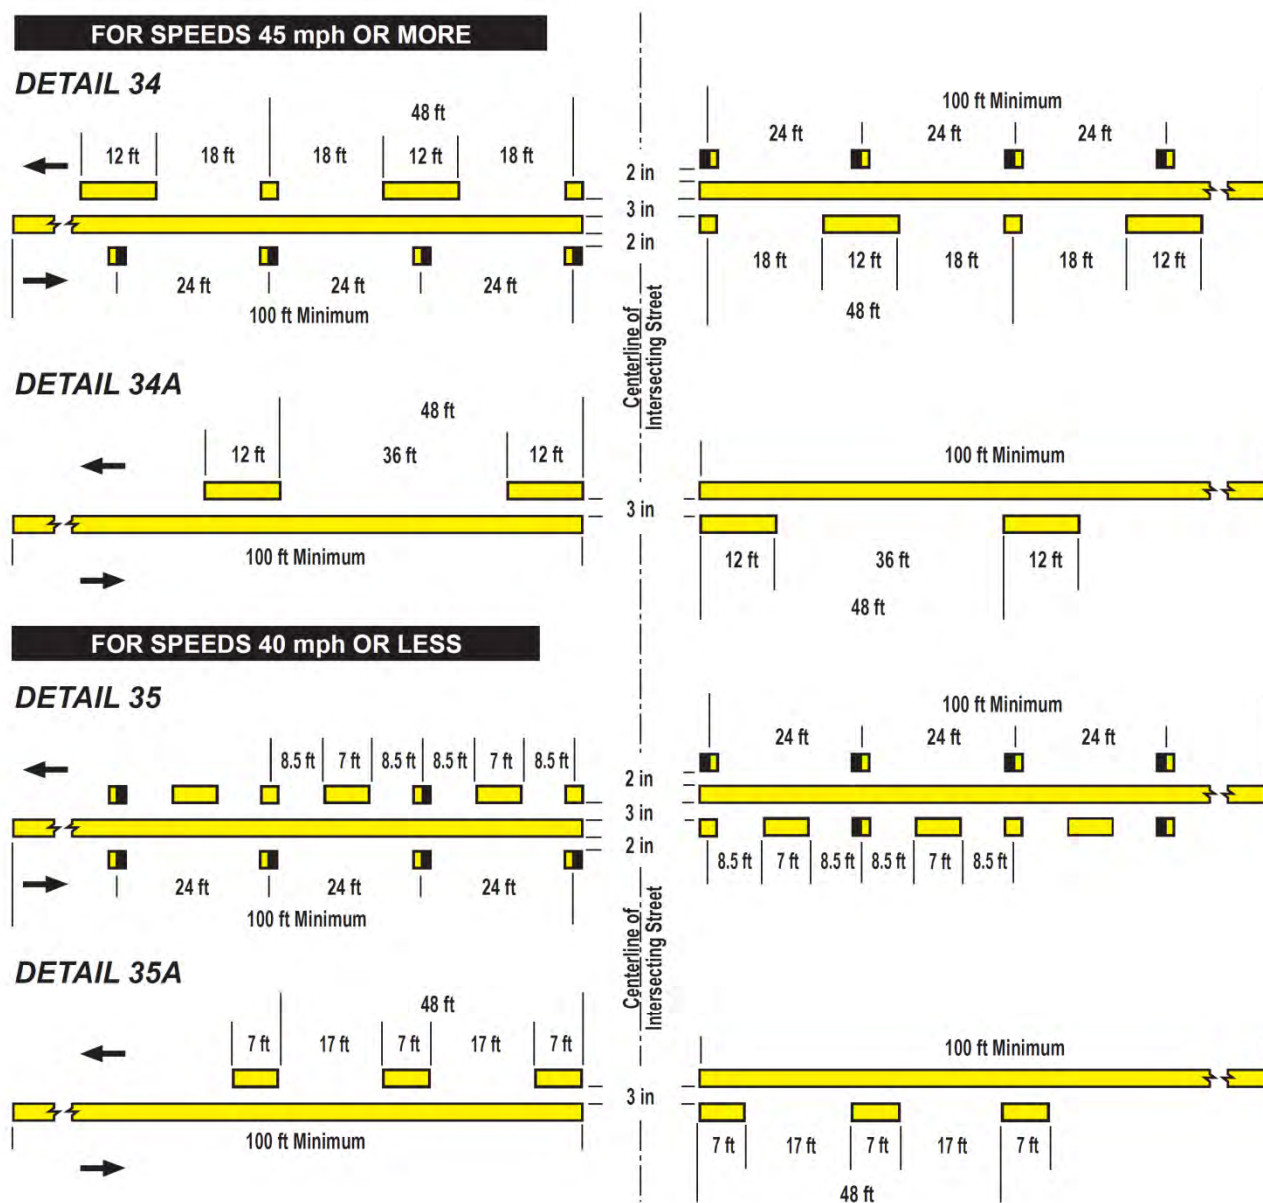 FOR SPEEDS 45 mph OR MORE
DETAIL 34
48 ft
12 ft 18 ft 18 ft 12 ft 18 ft
24 ft 24 ft 24 ft
100 ft Minimum
2 in
3 in
2 in
100 ft Minimum
24 ft 24 ft 24 ft
18 ft 12 ft 18 ft 18 ft 12 ft
48 ft
Centerline of
Intersecting Street
DETAIL 34A
48 ft
12 ft 36 ft 12 ft
100 ft Minimum
3 in
100 ft Minimum
12 ft 36 ft 12 ft
48 ft
FOR SPEEDS 40 mph OR LESS
DETAIL 35
8.5 ft 7 ft 8.5 ft 8.5 ft 7 ft 8.5 ft
24 ft 24 ft 24 ft
100 ft Minimum
2 in
3 in
2 in
100 ft Minimum
24 ft 24 ft 24 ft
8.5 ft 7 ft 8.5 ft 8.5 ft 7 ft 8.5 ft
Centerline of
Intersecting Street
DETAIL 35A
48 ft
7 ft 17 ft 7 ft 17 ft 7 ft
100 ft Minimum
3 in
100 ft Minimum
7 ft 17 ft 7 ft 17 ft 7 ft
48 ft